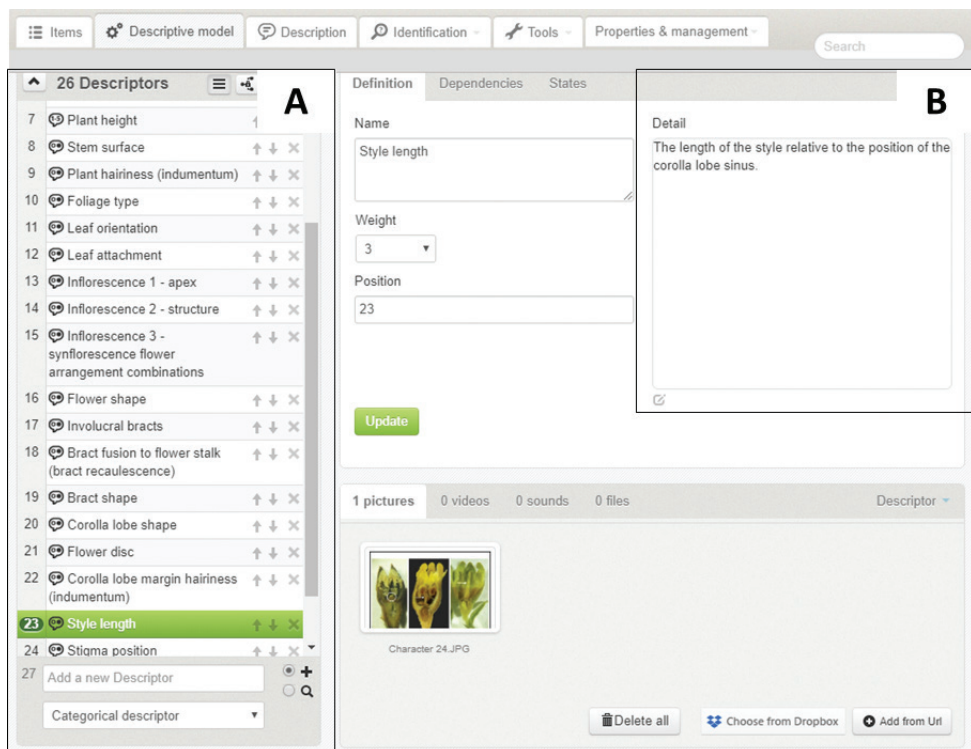 Items
Descriptive model
Description
Identification
Tools
Properties & management
Search
26 Descriptors
A
7 Plant height
8 Stem surface
9 Plant hairiness (indumentum)
10 Foliage type
11 Leaf orientation
12 Leaf attachment
13 Inflorescence 1 - apex
14 Inflorescence 2 - structure
15 Inflorescence 3 -
synflorescence flower
arrangement combinations
16 Flower shape
17 Involucral bracts
18 Bract fusion to flower stalk
(bract recaulescence)
19 Bract shape
20 Corolla lobe shape
21 Flower disc
22 Corolla lobe margin hairiness
(indumentum)
23 Style length
24 Stigma position
27 Add a new Descriptor
Categorical descriptor
Definition
Dependencies
States
Name
Style length
Weight
3
Position
23
Update
B
Detail
The length of the style relative to the position of the
corolla lobe sinus.
1 pictures
0 videos
0 sounds
0 files
Descriptor
Character 24.JPG
Delete all
Choose from Dropbox
Add from Url